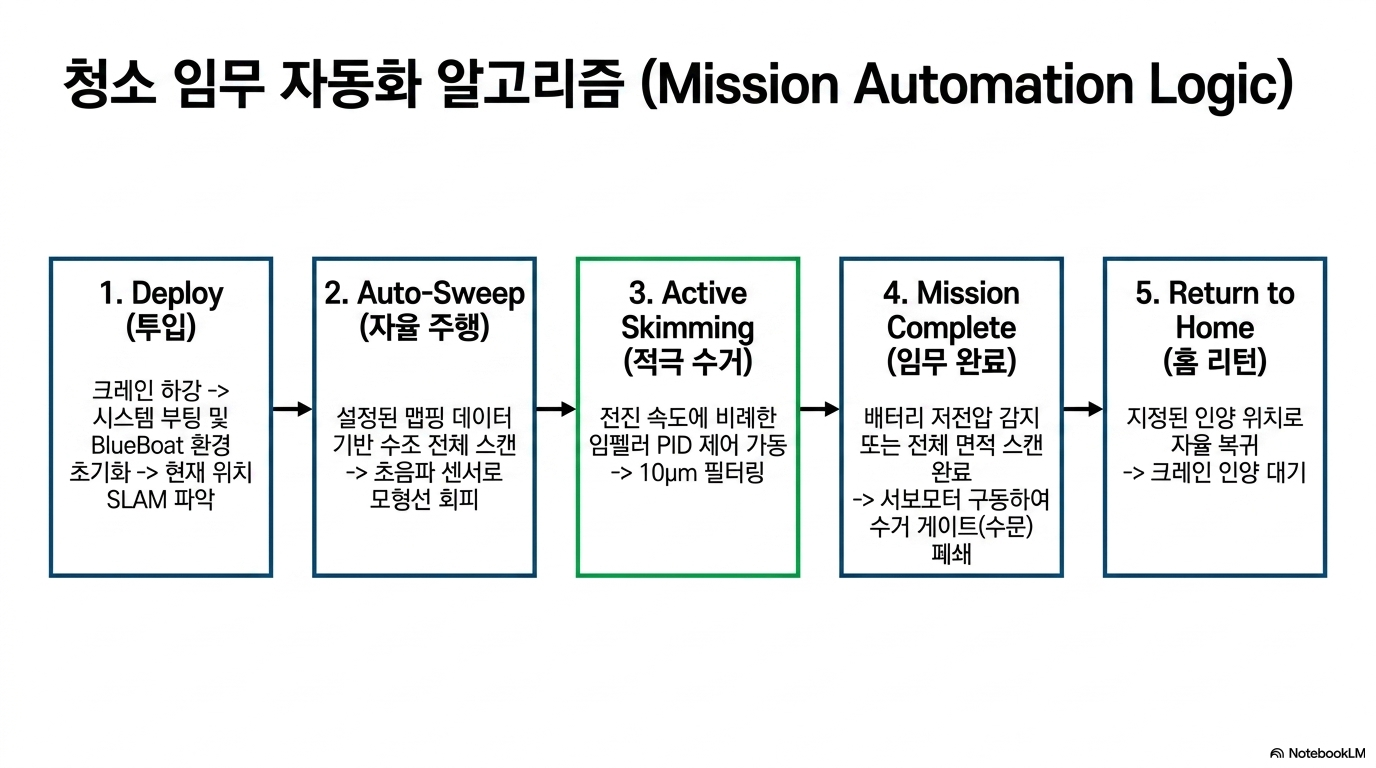 청소 임무 자동화 알고리즘 (Mission Automation Logic)
1. Deploy
(투입)
크레인 하강 ->
시스템 부팅 및
BlueBoat 환경
초기화 -> 현재 위치
SLAM 파악
2. Auto-Sweep
(자율 주행)
설정된 맵핑 데이터
기반 수조 전체 스캔
-> 초음파 센서로
모형선 회피
3. Active
Skimming
(적극 수거)
전진 속도에 비례한
임펠러 PID 제어 가동
-> 10μm 필터링
4. Mission
Complete
(임무 완료)
배터리 저전압 감지
또는 전체 면적 스캔
완료
-> 서보모터 구동하여
수거 게이트(수문)
폐쇄
5. Return to
Home
(홈 리턴)
지정된 인양 위치로
자율 복귀
-> 크레인 인양 대기
NotebookLM